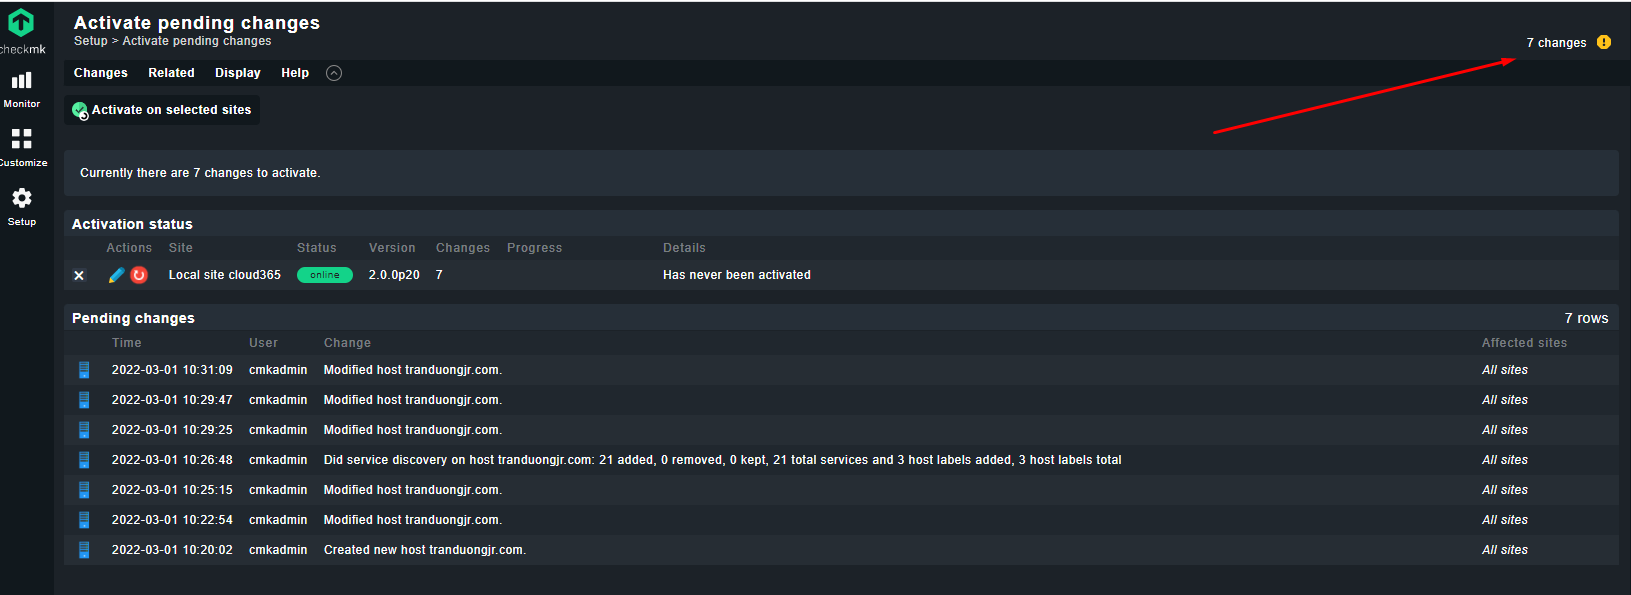 Activate pending changes
Setup > Activate pending changes
7 changes
checkmk
Changes Related Display Help
Monitor
Activate on selected sites
Customize
Currently there are 7 changes to activate.
Setup
Activation status
Actions Site Status Version Changes Progress Details
Local site cloud365 online 2.0.0p20 7 Has never been activated
Pending changes 7 rows
Time User Change Affected sites
2022-03-01 10:31:09 cmkadmin Modified host tranduongjr.com. All sites
2022-03-01 10:29:47 cmkadmin Modified host tranduongjr.com. All sites
2022-03-01 10:29:25 cmkadmin Modified host tranduongjr.com. All sites
2022-03-01 10:26:48 cmkadmin Did service discovery on host tranduongjr.com: 21 added, 0 removed, 0 kept, 21 total services and 3 host labels added, 3 host labels total All sites
2022-03-01 10:25:15 cmkadmin Modified host tranduongjr.com. All sites
2022-03-01 10:22:54 cmkadmin Modified host tranduongjr.com. All sites
2022-03-01 10:20:02 cmkadmin Created new host tranduongjr.com. All sites